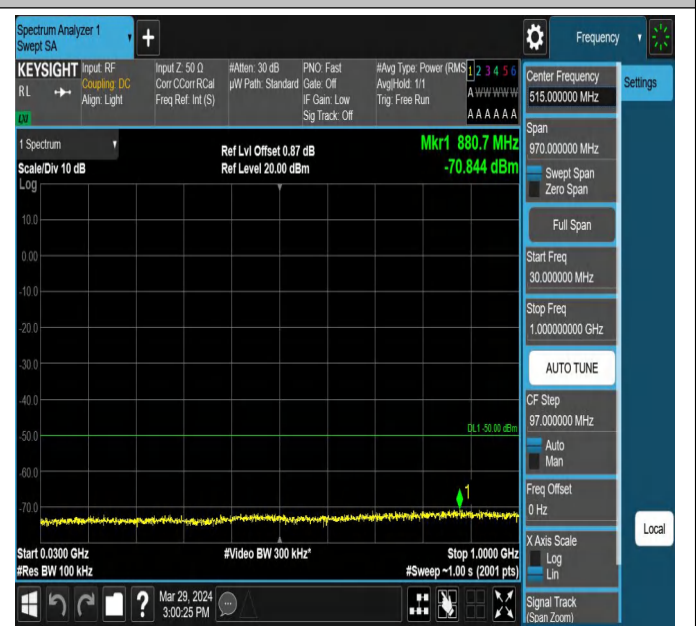 Spectrum Analyzer 1
Swept SA
+
Frequency
KEYSIGHT
RL
LXI
Input: RF
Coupling: DC
Align: Light
Input Z: 50 Ω
Corr CCorr RCal
Freq Ref: Int (S)
#Atten: 30 dB
µW Path: Standard
PNO: Fast
Gate: Off
IF Gain: Low
Sig Track: Off
#Avg Type: Power (RMS
Avg|Hold: 1/1
Trig: Free Run
1 2 3 4 5 6
A W W W W W
A A A A A A
1 Spectrum
Scale/Div 10 dB
Log
Ref Lvl Offset 0.87 dB
Ref Level 20.00 dBm
Mkr1 880.7 MHz
-70.844 dBm
10.0
0.00
-10.0
-20.0
-30.0
-40.0
-50.0
-60.0
-70.0
DL1 -50.00 dBm
1
Start 0.0300 GHz
#Res BW 100 kHz
#Video BW 300 kHz*
Stop 1.0000 GHz
#Sweep ~1.00 s (2001 pts)
Center Frequency
515.000000 MHz
Settings
Span
970.000000 MHz
Swept Span
Zero Span
Full Span
Start Freq
30.000000 MHz
Stop Freq
1.000000000 GHz
AUTO TUNE
CF Step
97.000000 MHz
Auto
Man
Freq Offset
0 Hz
X Axis Scale
Log
Lin
Signal Track
(Span Zoom)
Local
?
Mar 29, 2024
3:00:25 PM